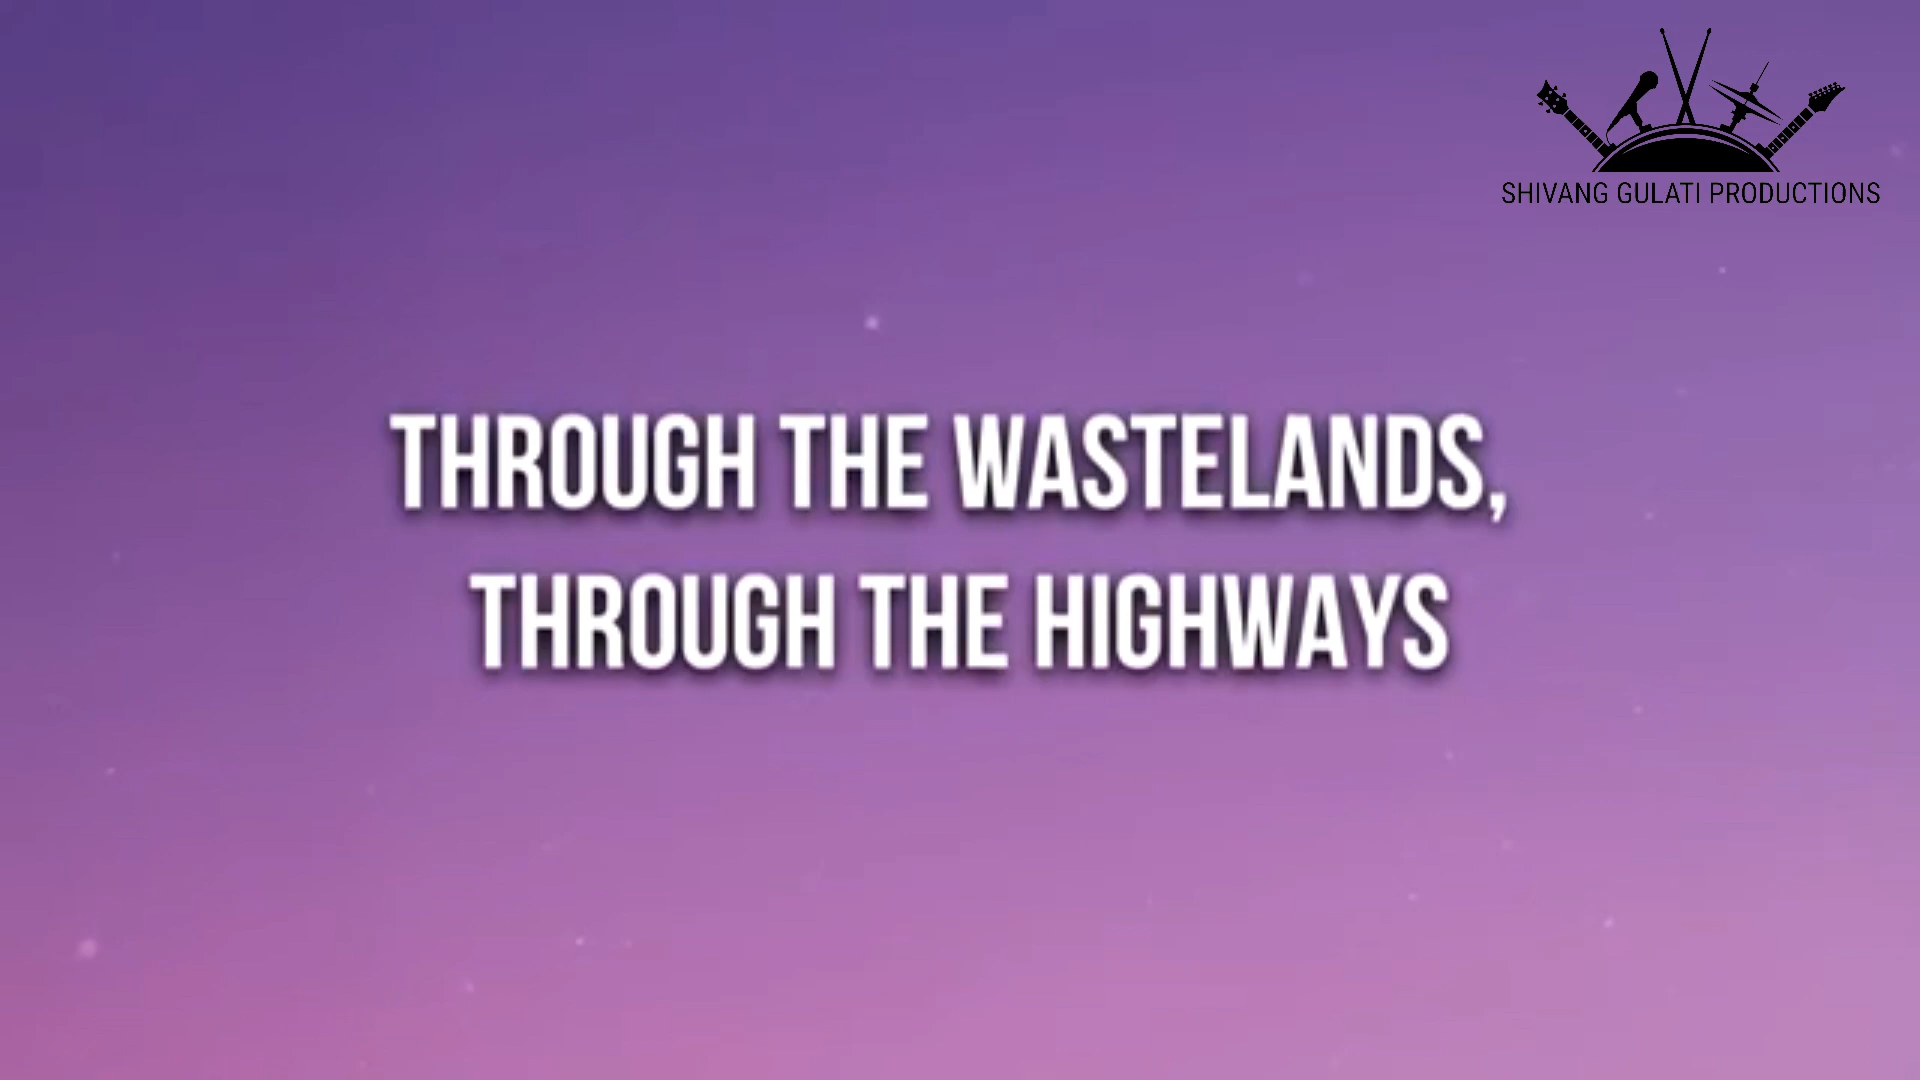 SHIVANG GULATI PRODUCTIONS
THROUGH THE WASTELANDS,
THROUGH THE HIGHWAYS